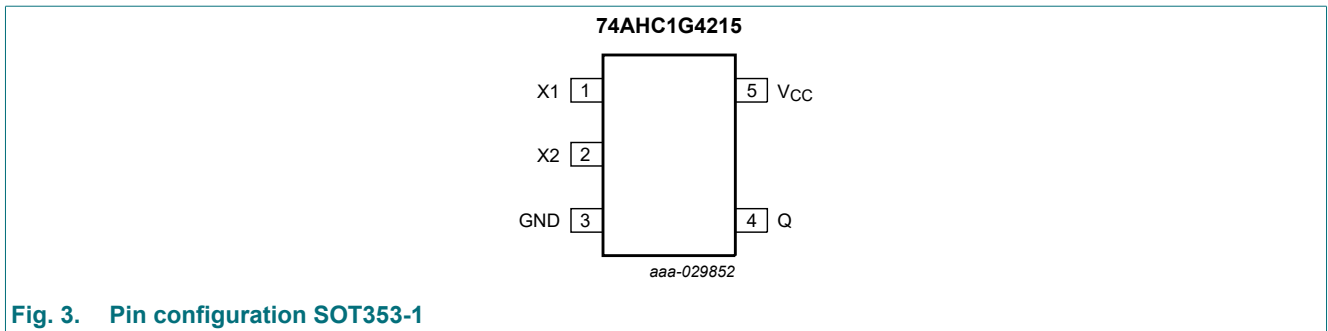 74AHC1G4215
X1 1 5 VCC
X2 2
GND 3 4 Q
aaa-029852
Fig. 3. Pin configuration SOT353-1